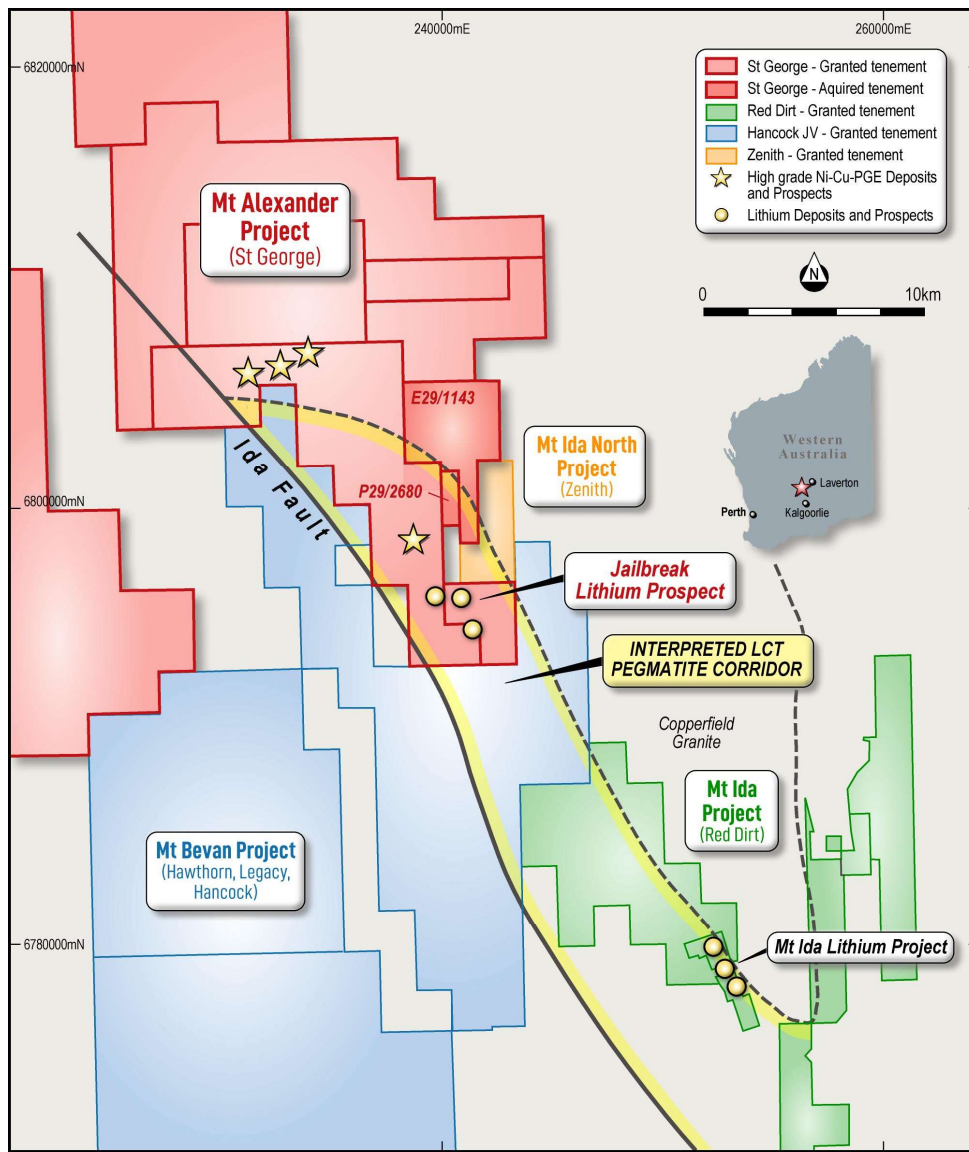 240000mE
260000mE
6820000mN
St George - Granted tenement
St George - Aquired tenement
Red Dirt - Granted tenement
Hancock JV - Granted tenement
Zenith - Granted tenement
High grade Ni-Cu-PGE Deposits
and Prospects
Lithium Deposits and Prospects
Mt Alexander
Project
(St George)
N
0
10km
E29/1143
Western
Australia
Laverton
Perth
Kalgoorlie
Mt Ida North
Project
(Zenith)
Ida Fault
P29/2680
6800000mN
Jailbreak
Lithium Prospect
INTERPRETED LCT
PEGMATITE CORRIDOR
Copperfield
Granite
Mt Ida
Project
(Red Dirt)
Mt Bevan Project
(Hawthorn, Legacy,
Hancock)
6780000mN
Mt Ida Lithium Project